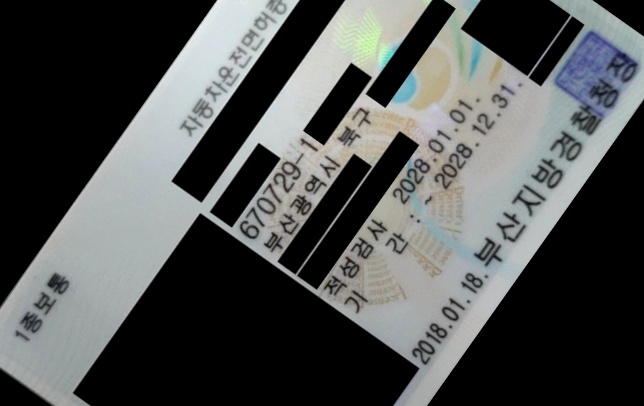 자동차운전면허증
1종보통
670729-1
부산광역시 북구
적성검사 2028.01.01.
기 간 : ~ 2028.12.31.
2018.01.18. 부산지방경찰청장